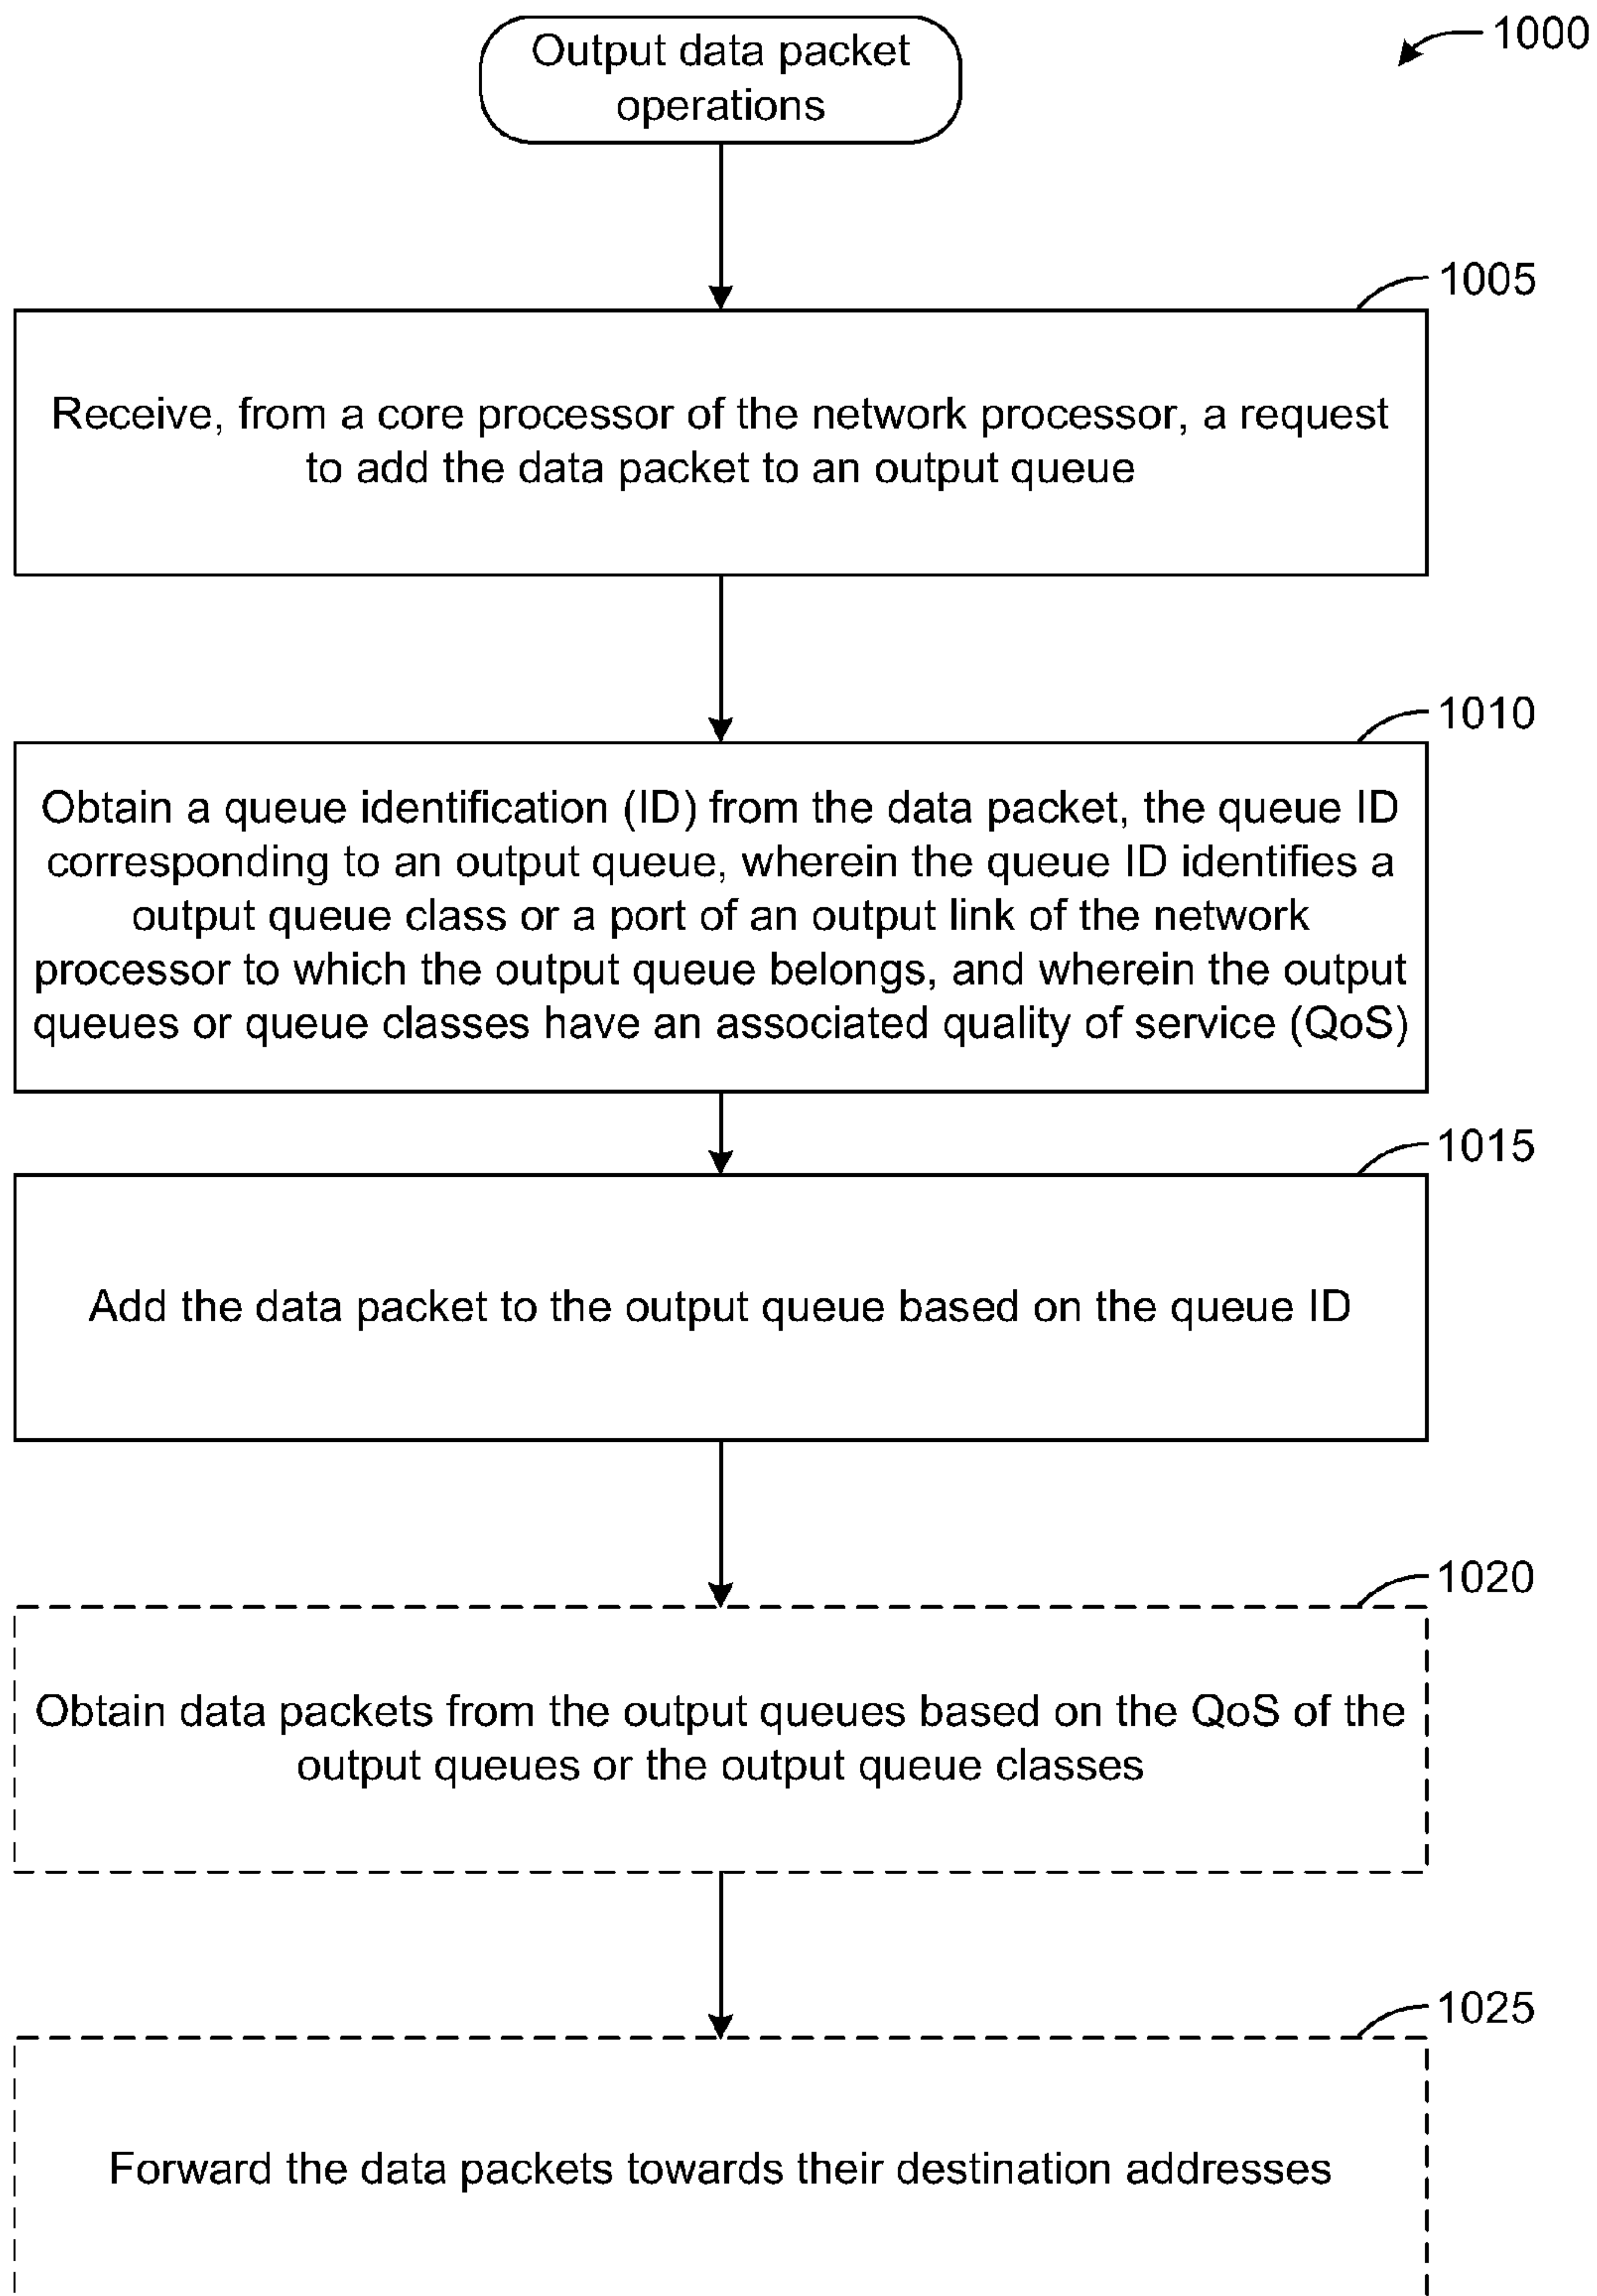 Output data packet
operations
1000
1005
Receive, from a core processor of the network processor, a request
to add the data packet to an output queue
1010
Obtain a queue identification (ID) from the data packet, the queue ID
corresponding to an output queue, wherein the queue ID identifies a
output queue class or a port of an output link of the network
processor to which the output queue belongs, and wherein the output
queues or queue classes have an associated quality of service (QoS)
1015
Add the data packet to the output queue based on the queue ID
1020
Obtain data packets from the output queues based on the QoS of the
output queues or the output queue classes
1025
Forward the data packets towards their destination addresses